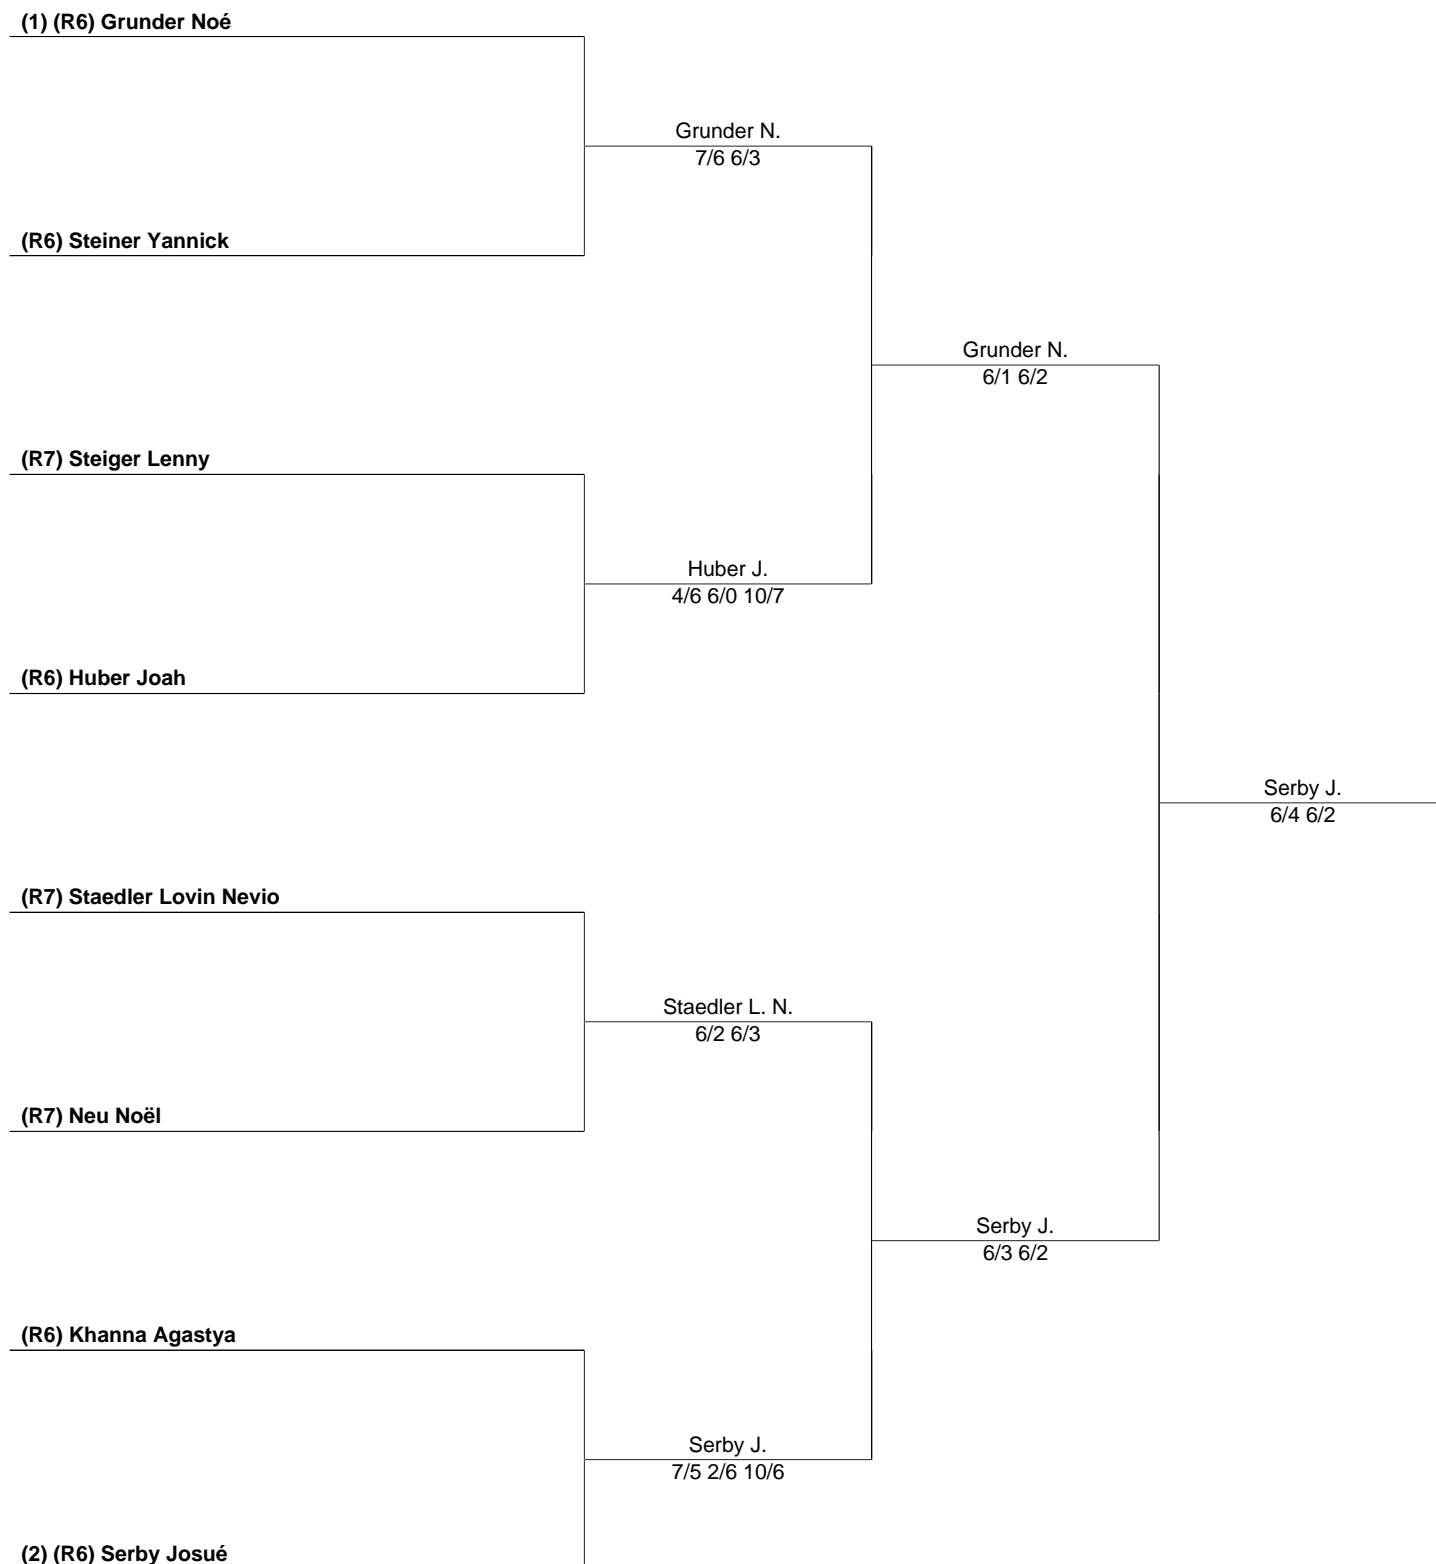 (1) (R6) Grunder Noé
Grunder N.
7/6 6/3
(R6) Steiner Yannick
Grunder N.
6/1 6/2
(R7) Steiger Lenny
Huber J.
4/6 6/0 10/7
(R6) Huber Joah
Serby J.
6/4 6/2
(R7) Staedler Lovin Nevio
Staedler L. N.
6/2 6/3
(R7) Neu Noël
Serby J.
6/3 6/2
(R6) Khanna Agastya
Serby J.
7/5 2/6 10/6
(2) (R6) Serby Josué